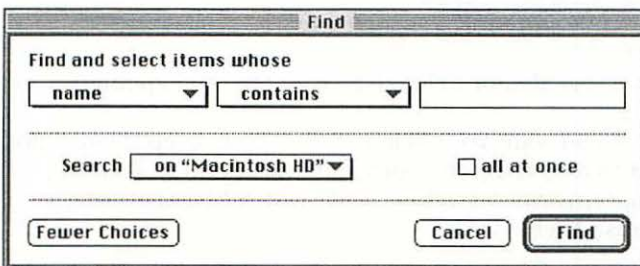 Find
Find and select items whose
name contains
Search on “Macintosh HD” all at once
Fewer Choices Cancel Find